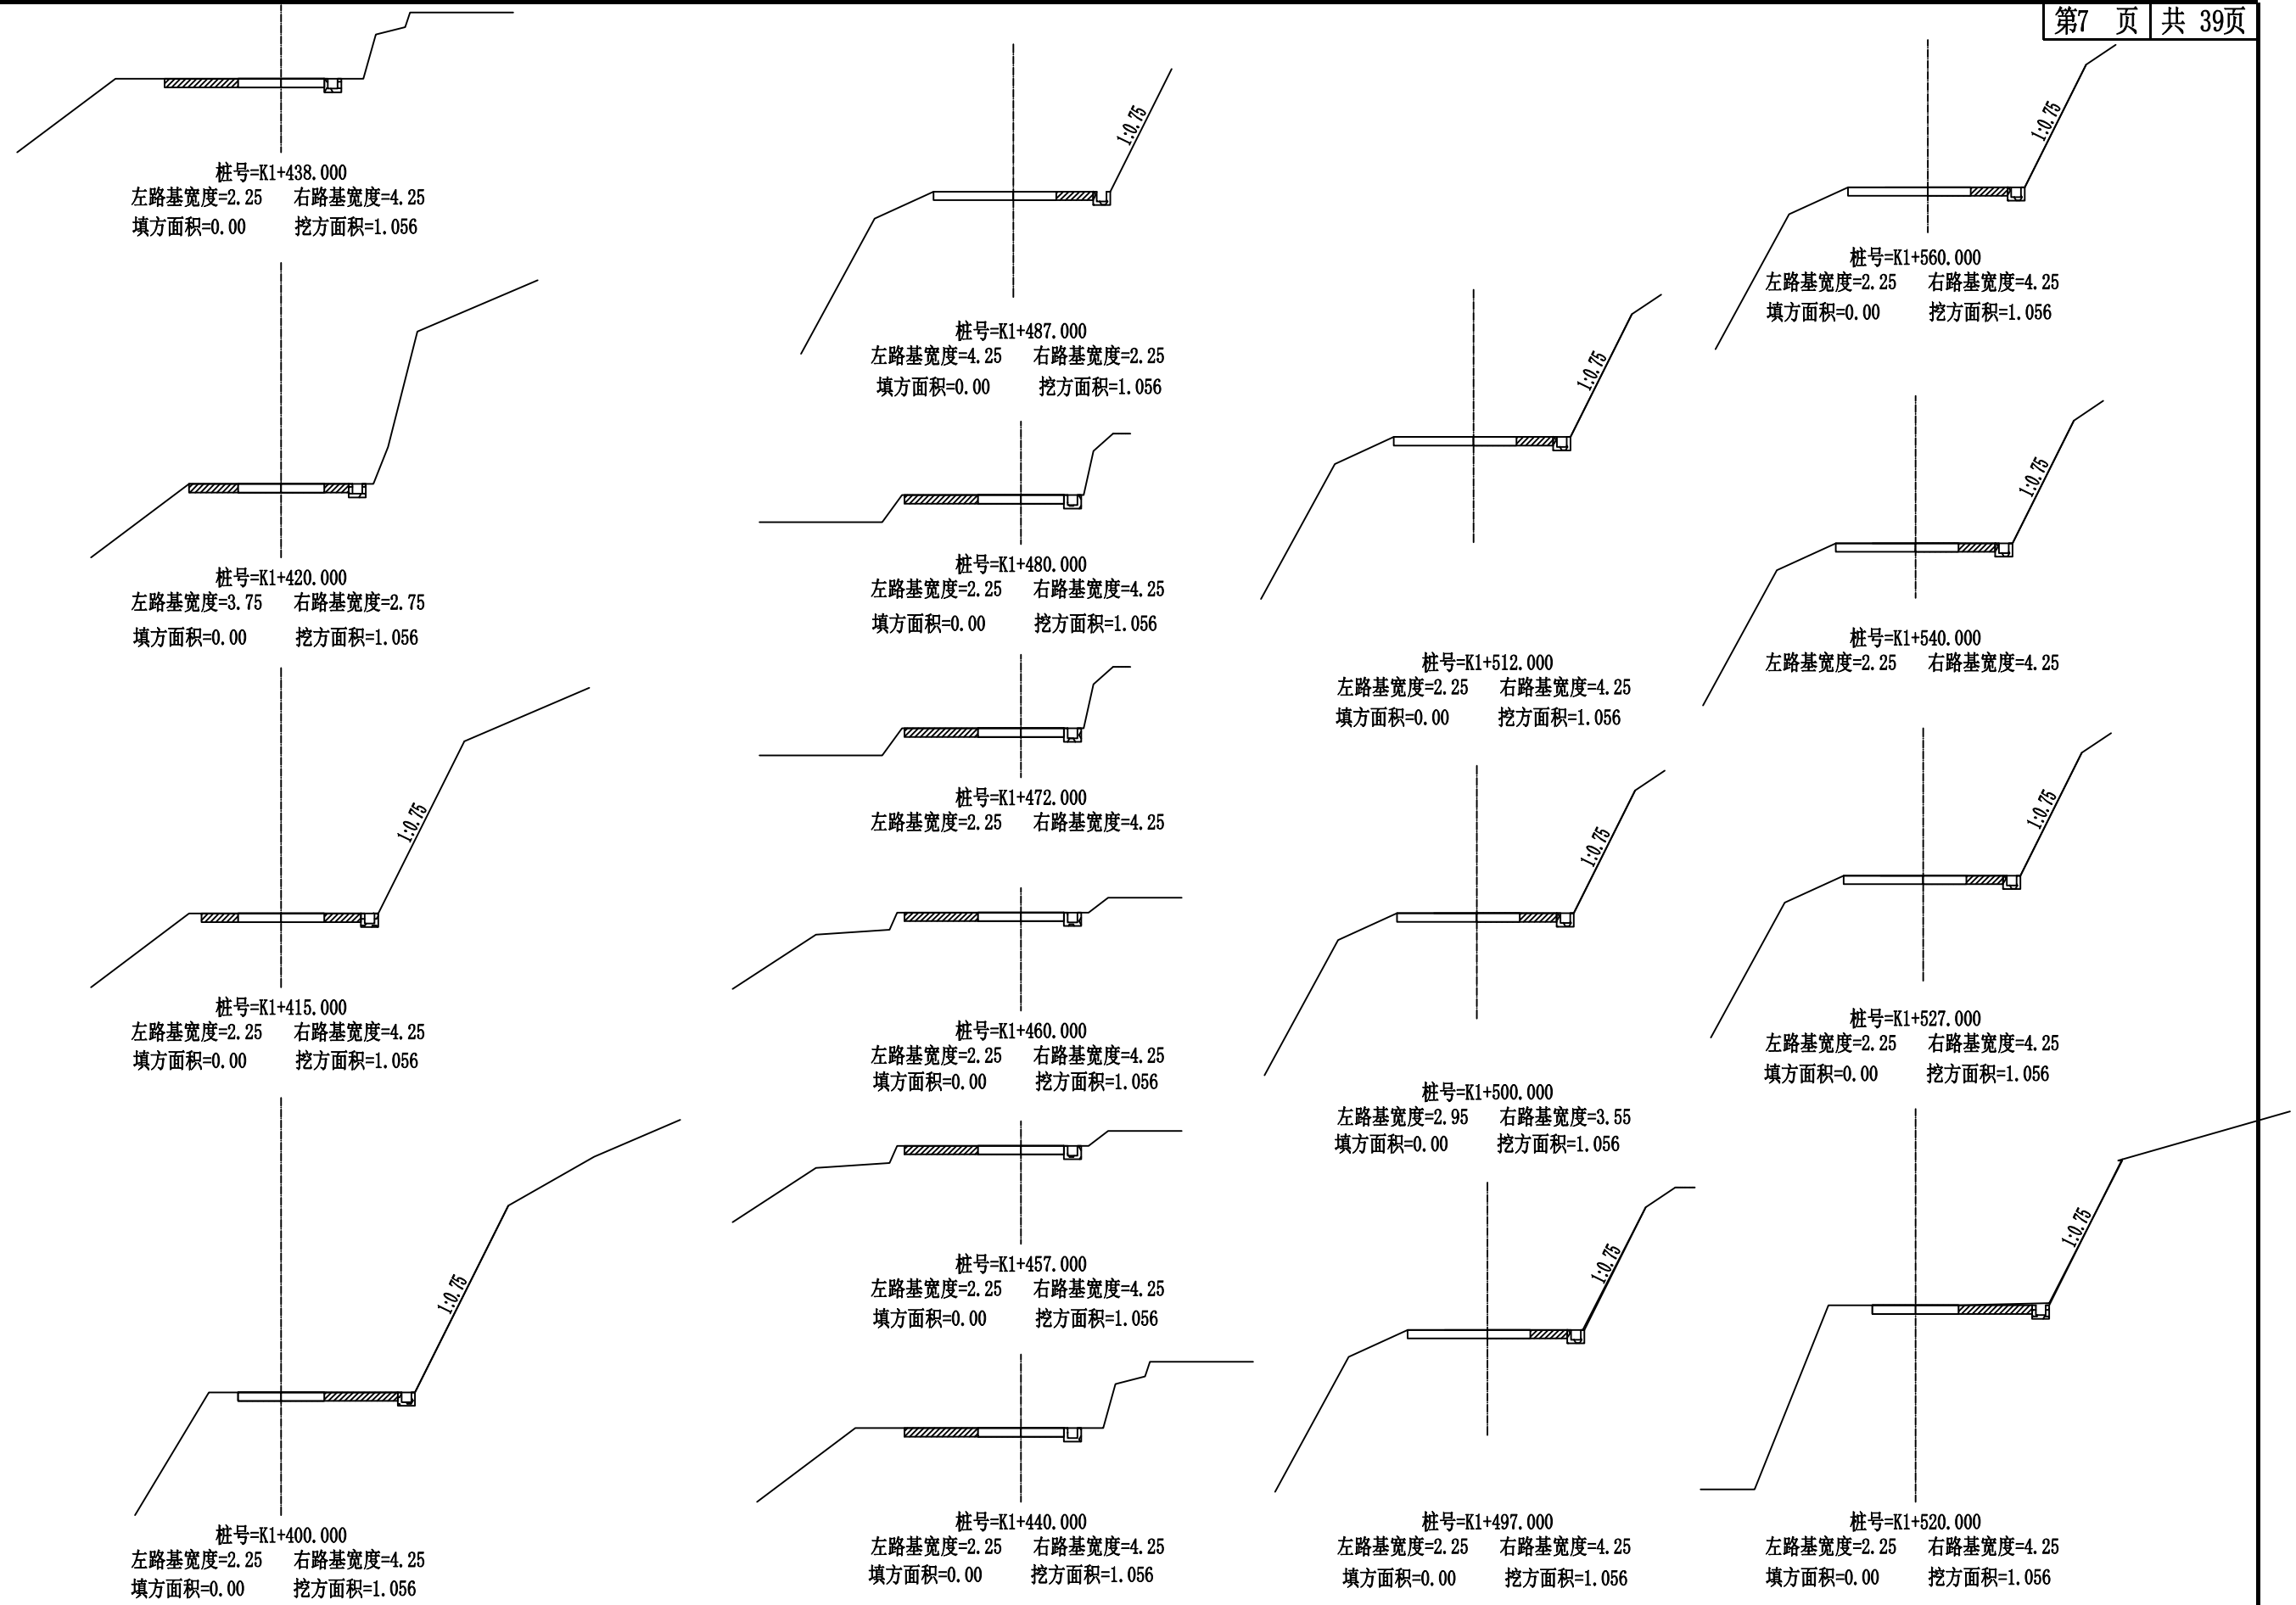 第7 页 共 39页
桩号=K1+438.000
左路基宽度=2.25 右路基宽度=4.25
填方面积=0.00 挖方面积=1.056
桩号=K1+420.000
左路基宽度=3.75 右路基宽度=2.75
填方面积=0.00 挖方面积=1.056
1:0.75
桩号=K1+415.000
左路基宽度=2.25 右路基宽度=4.25
填方面积=0.00 挖方面积=1.056
1:0.75
桩号=K1+400.000
左路基宽度=2.25 右路基宽度=4.25
填方面积=0.00 挖方面积=1.056
1:0.75
桩号=K1+487.000
左路基宽度=4.25 右路基宽度=2.25
填方面积=0.00 挖方面积=1.056
桩号=K1+480.000
左路基宽度=2.25 右路基宽度=4.25
填方面积=0.00 挖方面积=1.056
桩号=K1+472.000
左路基宽度=2.25 右路基宽度=4.25
桩号=K1+460.000
左路基宽度=2.25 右路基宽度=4.25
填方面积=0.00 挖方面积=1.056
桩号=K1+457.000
左路基宽度=2.25 右路基宽度=4.25
填方面积=0.00 挖方面积=1.056
桩号=K1+440.000
左路基宽度=2.25 右路基宽度=4.25
填方面积=0.00 挖方面积=1.056
1:0.75
桩号=K1+512.000
左路基宽度=2.25 右路基宽度=4.25
填方面积=0.00 挖方面积=1.056
1:0.75
桩号=K1+500.000
左路基宽度=2.95 右路基宽度=3.55
填方面积=0.00 挖方面积=1.056
1:0.75
桩号=K1+497.000
左路基宽度=2.25 右路基宽度=4.25
填方面积=0.00 挖方面积=1.056
1:0.75
桩号=K1+560.000
左路基宽度=2.25 右路基宽度=4.25
填方面积=0.00 挖方面积=1.056
1:0.75
桩号=K1+540.000
左路基宽度=2.25 右路基宽度=4.25
1:0.75
桩号=K1+527.000
左路基宽度=2.25 右路基宽度=4.25
填方面积=0.00 挖方面积=1.056
1:0.75
桩号=K1+520.000
左路基宽度=2.25 右路基宽度=4.25
填方面积=0.00 挖方面积=1.056